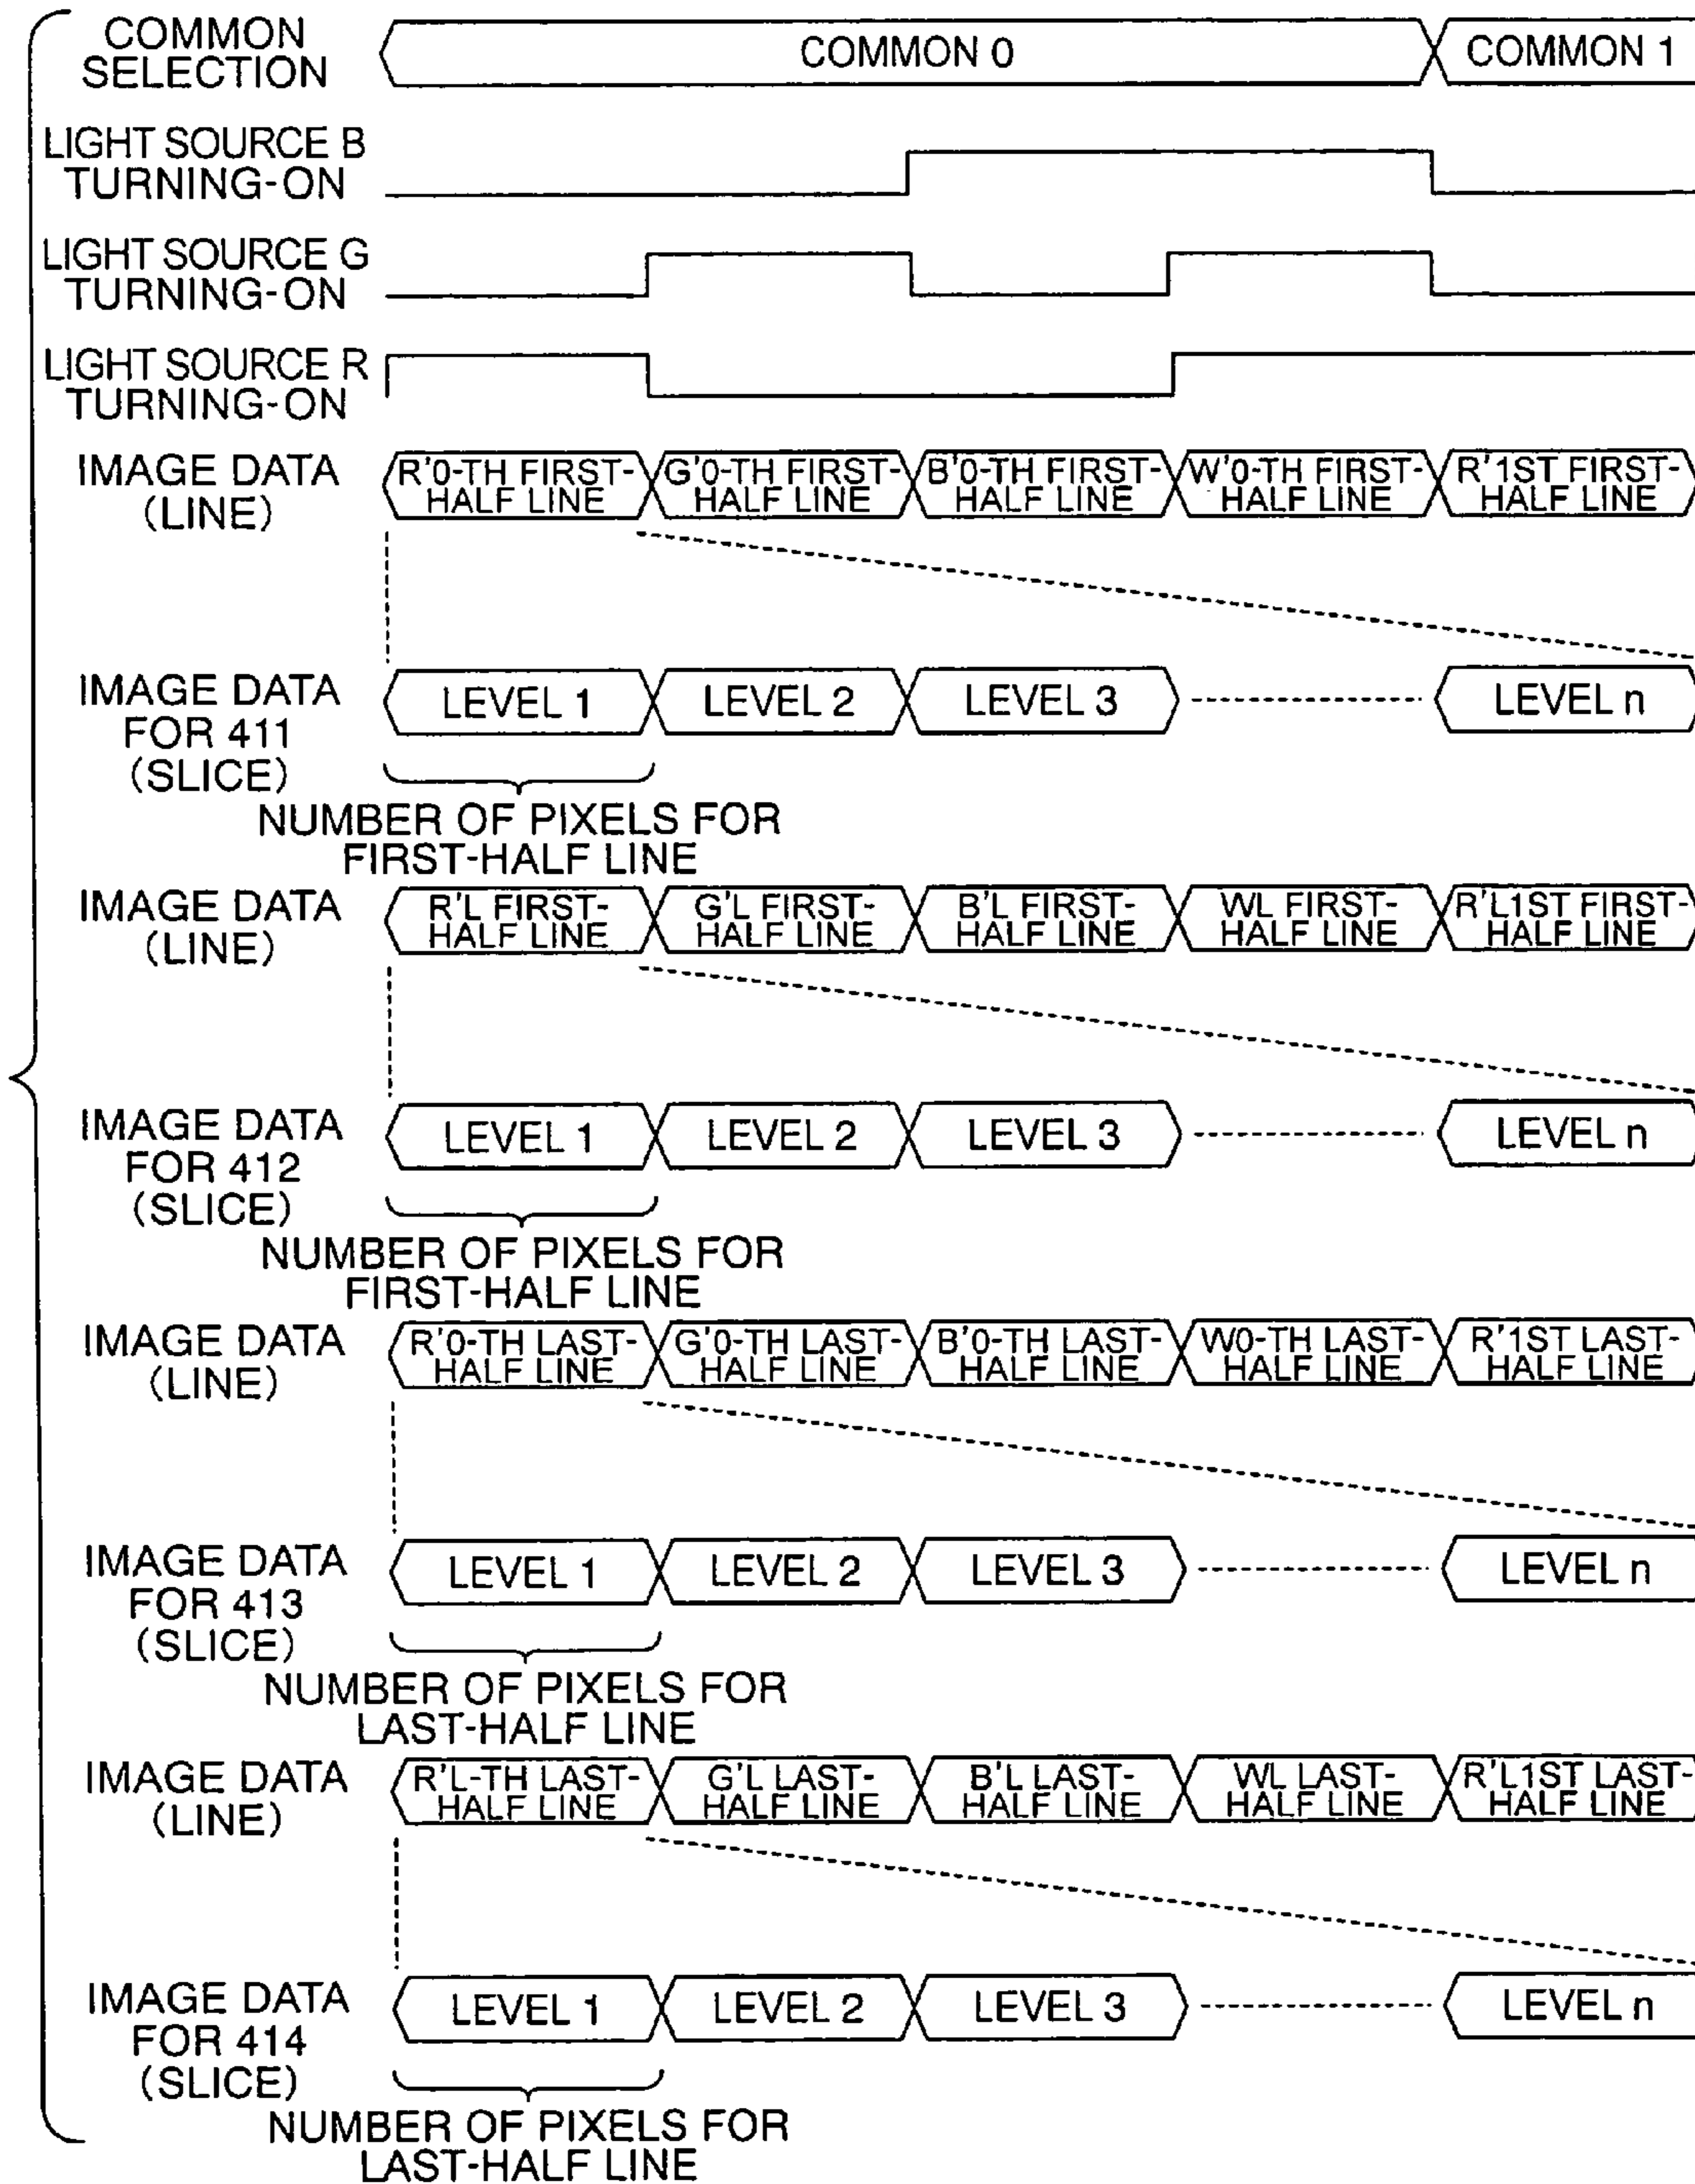 COMMON
SELECTION
COMMON 0
COMMON 1
LIGHT SOURCE B
TURNING-ON
LIGHT SOURCE G
TURNING-ON
LIGHT SOURCE R
TURNING-ON
IMAGE DATA
(LINE)
R'0-TH FIRST-
HALF LINE
G'0-TH FIRST-
HALF LINE
B'0-TH FIRST-
HALF LINE
W'0-TH FIRST-
HALF LINE
R'1ST FIRST-
HALF LINE
IMAGE DATA
FOR 411
(SLICE)
LEVEL 1
LEVEL 2
LEVEL 3
LEVEL n
NUMBER OF PIXELS FOR
FIRST-HALF LINE
IMAGE DATA
(LINE)
R'L FIRST-
HALF LINE
G'L FIRST-
HALF LINE
B'L FIRST-
HALF LINE
WL FIRST-
HALF LINE
R'L1ST FIRST-
HALF LINE
IMAGE DATA
FOR 412
(SLICE)
LEVEL 1
LEVEL 2
LEVEL 3
LEVEL n
NUMBER OF PIXELS FOR
FIRST-HALF LINE
IMAGE DATA
(LINE)
R'0-TH LAST-
HALF LINE
G'0-TH LAST-
HALF LINE
B'0-TH LAST-
HALF LINE
W0-TH LAST-
HALF LINE
R'1ST LAST-
HALF LINE
IMAGE DATA
FOR 413
(SLICE)
LEVEL 1
LEVEL 2
LEVEL 3
LEVEL n
NUMBER OF PIXELS FOR
LAST-HALF LINE
IMAGE DATA
(LINE)
R'L-TH LAST-
HALF LINE
G'L LAST-
HALF LINE
B'L LAST-
HALF LINE
WL LAST-
HALF LINE
R'L1ST LAST-
HALF LINE
IMAGE DATA
FOR 414
(SLICE)
LEVEL 1
LEVEL 2
LEVEL 3
LEVEL n
NUMBER OF PIXELS FOR
LAST-HALF LINE